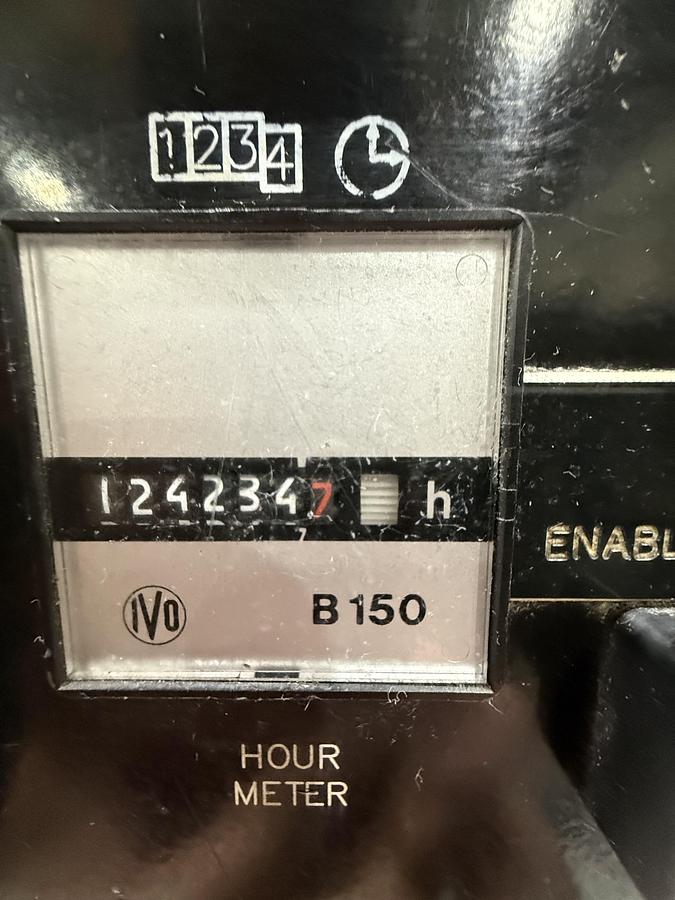 1234
1242347 h
IVO B150
ENABL
HOUR
METER